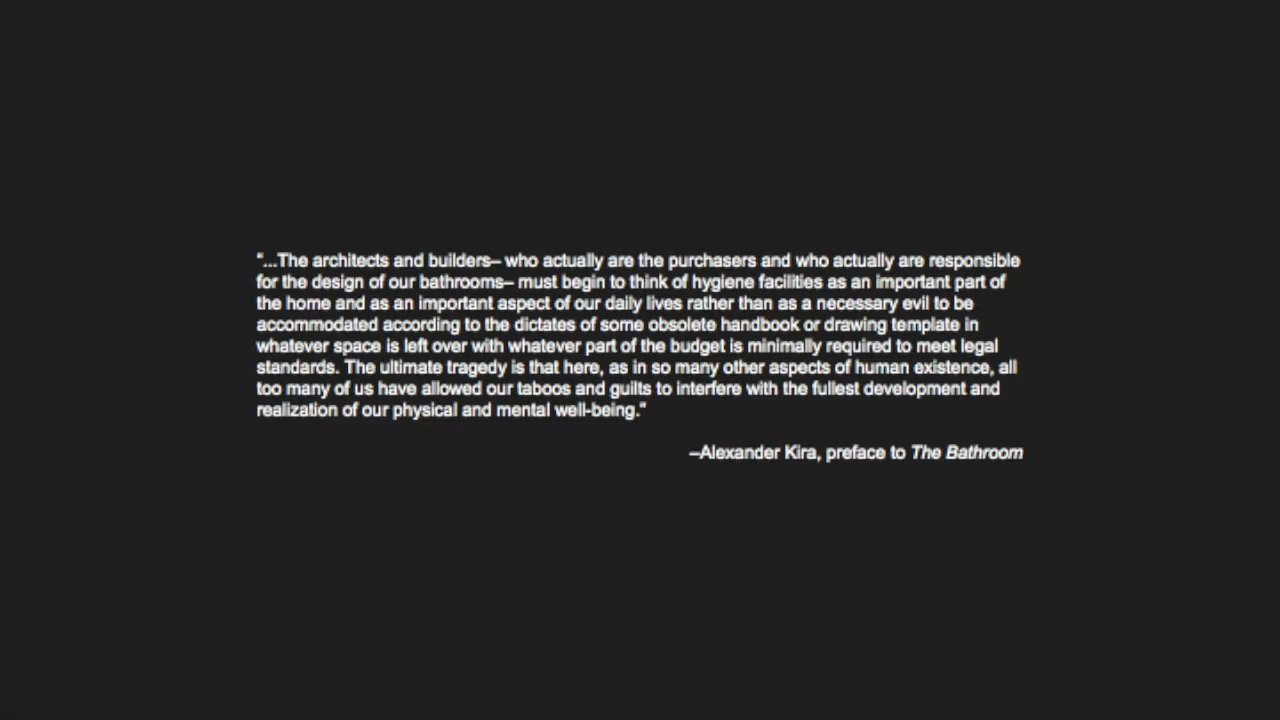 “...The architects and builders– who actually are the purchasers and who actually are responsible
for the design of our bathrooms– must begin to think of hygiene facilities as an important part of
the home and as an important aspect of our daily lives rather than as a necessary evil to be
accommodated according to the dictates of some obsolete handbook or drawing template in
whatever space is left over with whatever part of the budget is minimally required to meet legal
standards. The ultimate tragedy is that here, as in so many other aspects of human existence, all
too many of us have allowed our taboos and guilts to interfere with the fullest development and
realization of our physical and mental well-being.”
–Alexander Kira, preface to The Bathroom